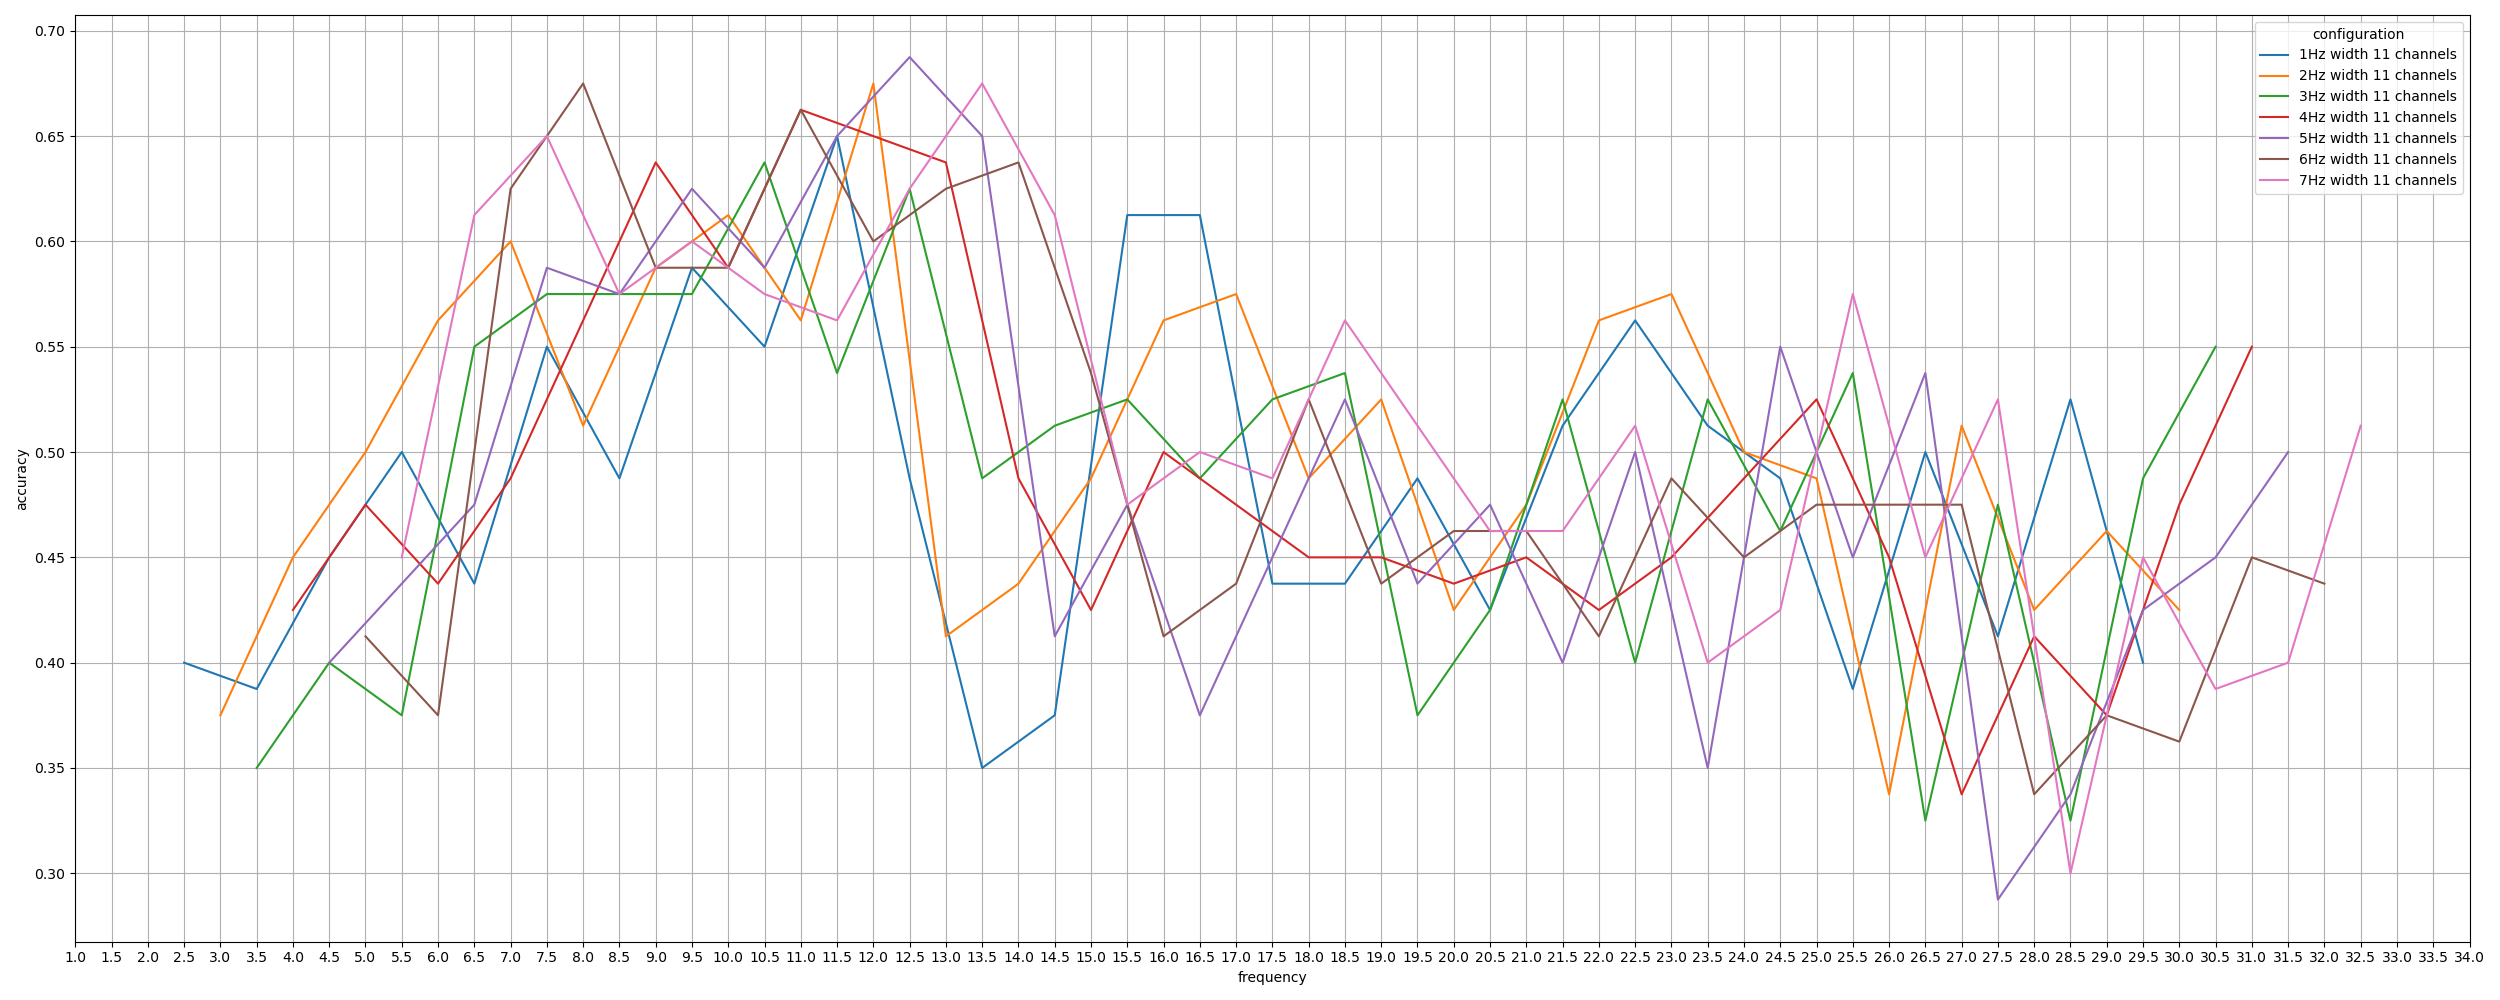 configuration
1Hz width 11 channels
2Hz width 11 channels
3Hz width 11 channels
4Hz width 11 channels
5Hz width 11 channels
6Hz width 11 channels
7Hz width 11 channels
0.70
0.65
0.60
0.55
0.50
0.45
0.40
0.35
0.30
accuracy
1.0 1.5 2.0 2.5 3.0 3.5 4.0 4.5 5.0 5.5 6.0 6.5 7.0 7.5 8.0 8.5 9.0 9.5 10.0 10.5 11.0 11.5 12.0 12.5 13.0 13.5 14.0 14.5 15.0 15.5 16.0 16.5 17.0 17.5 18.0 18.5 19.0 19.5 20.0 20.5 21.0 21.5 22.0 22.5 23.0 23.5 24.0 24.5 25.0 25.5 26.0 26.5 27.0 27.5 28.0 28.5 29.0 29.5 30.0 30.5 31.0 31.5 32.0 32.5 33.0 33.5 34.0
frequency